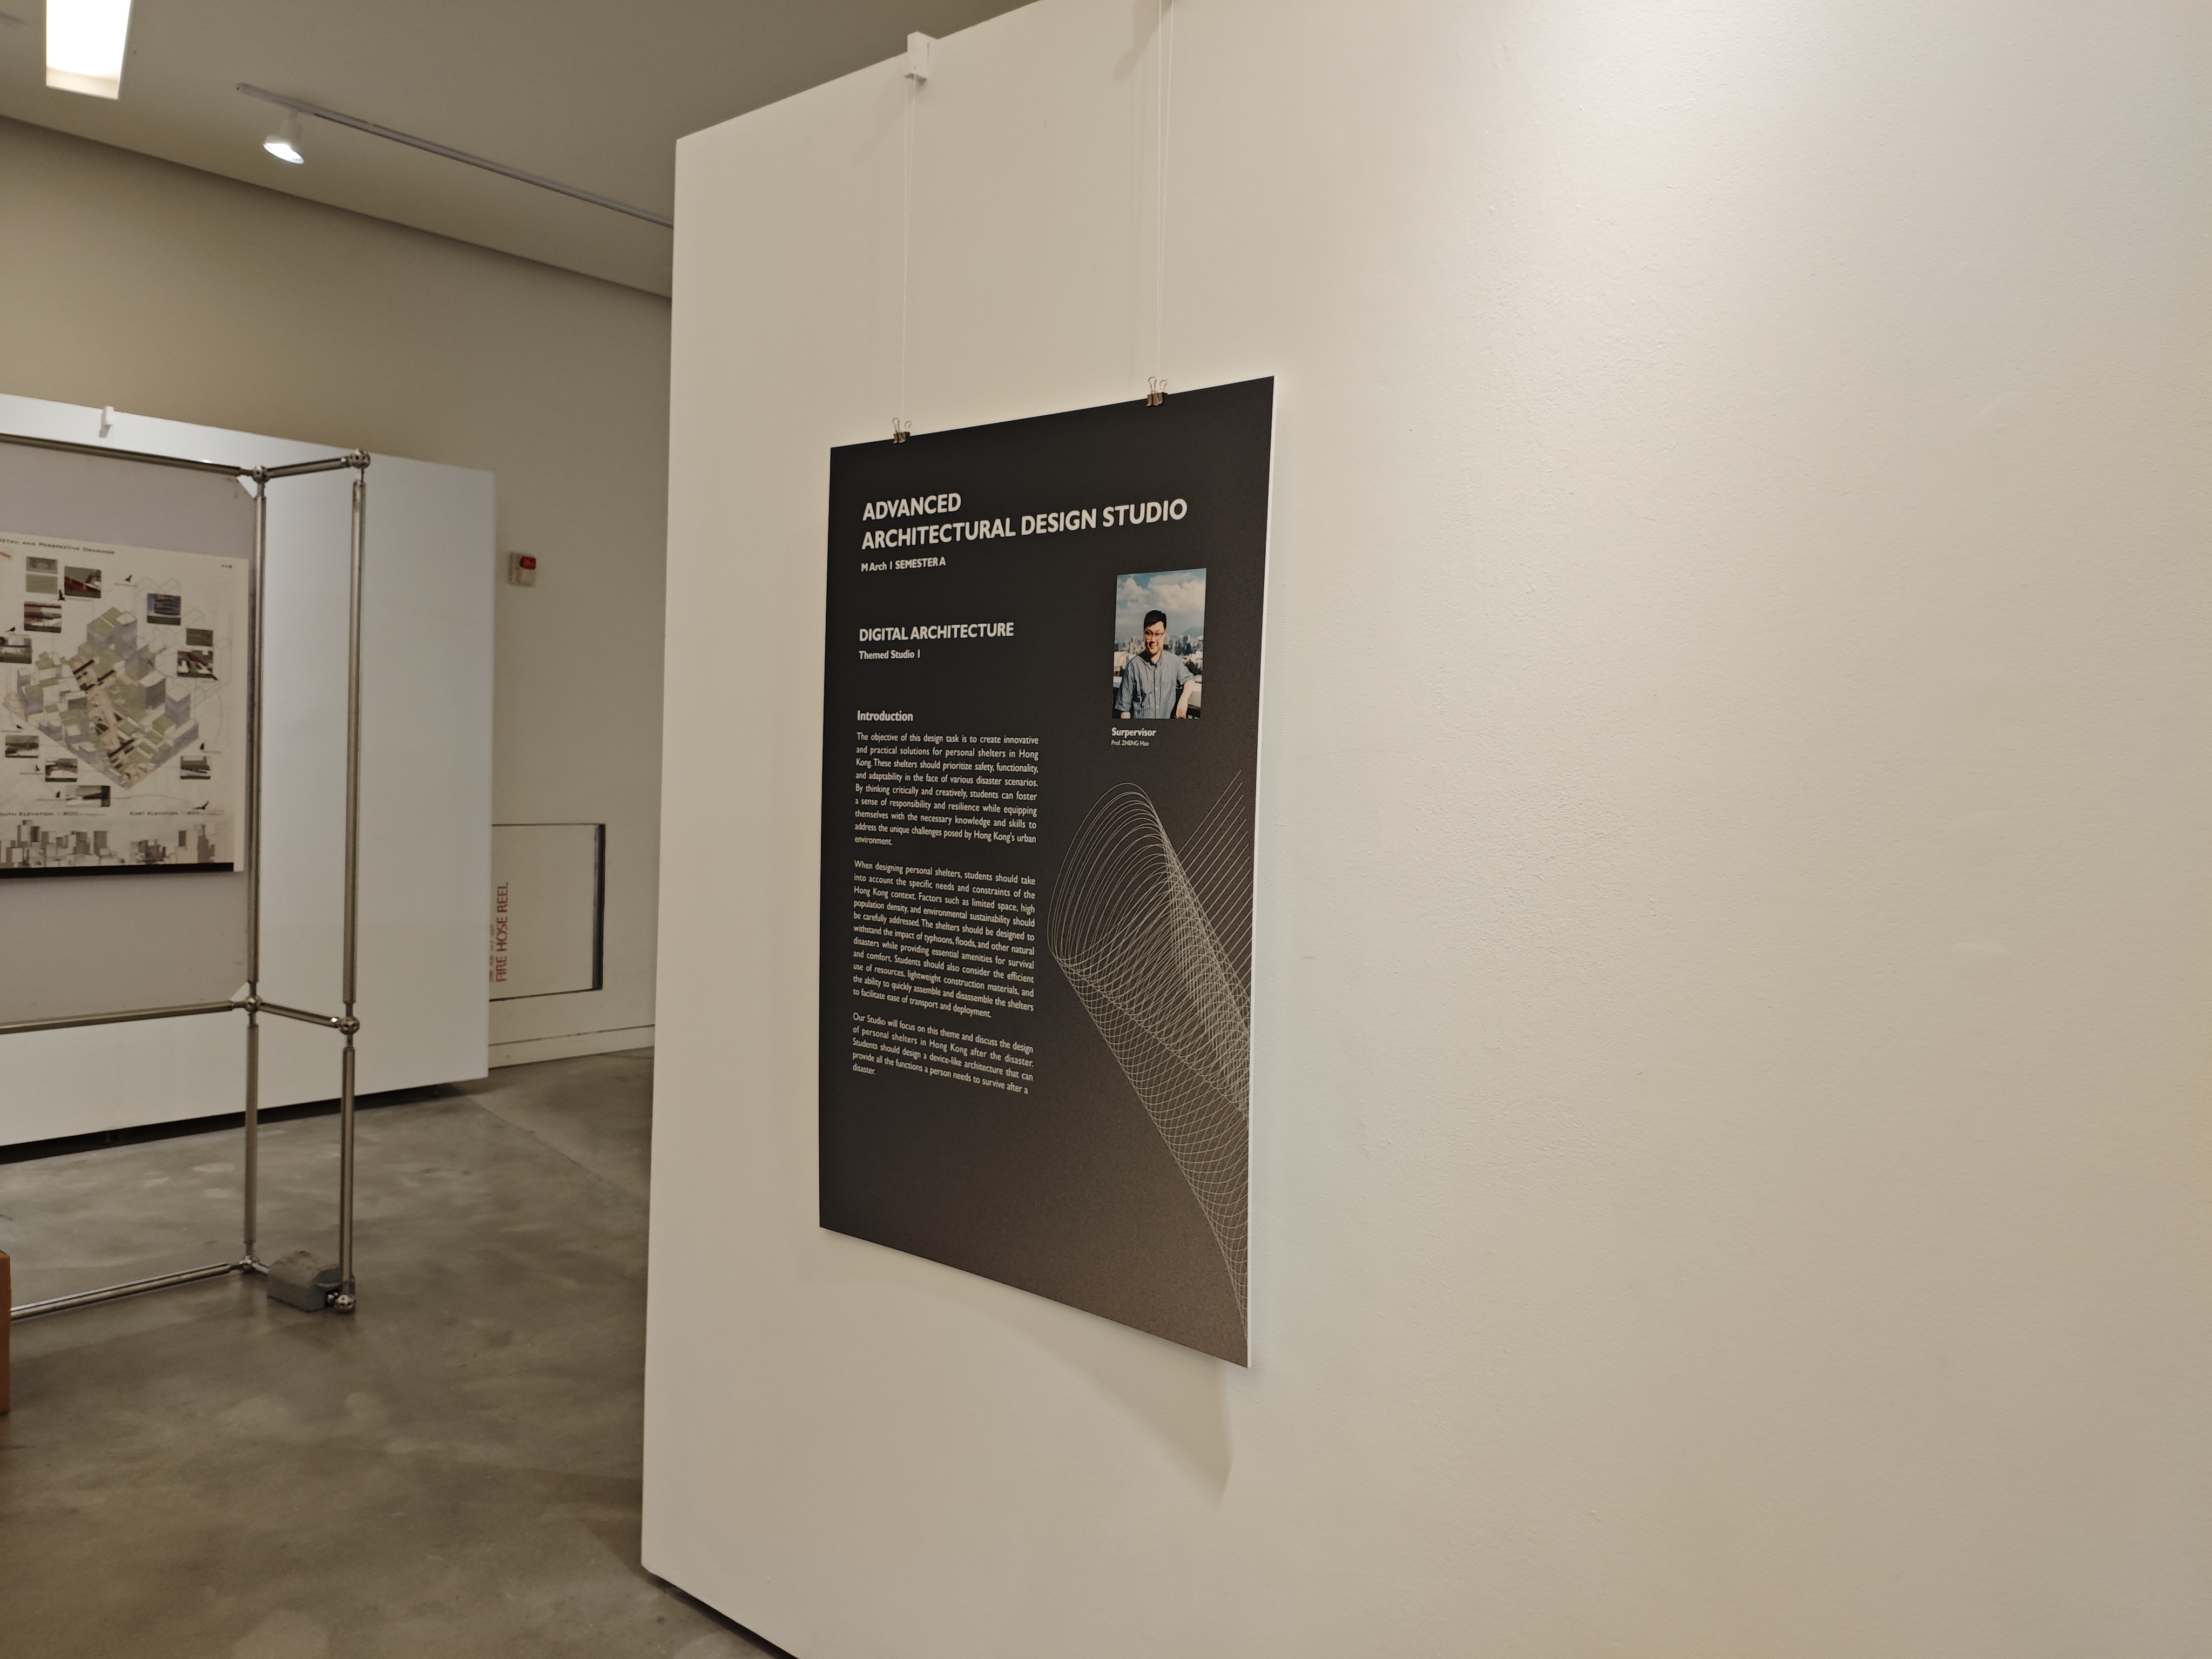 ADVANCED
ARCHITECTURAL DESIGN STUDIO
M Arch I SEMESTER A
DIGITAL ARCHITECTURE
Themed Studio I
Introduction
The objective of this design task is to create innovative
and practical solutions for personal shelters in Hong
Kong. These shelters should prioritize safety, functionality,
and adaptability in the face of various disaster scenarios.
By thinking critically and creatively, students can foster
a sense of responsibility and resilience while equipping
themselves with the necessary knowledge and skills to
address the unique challenges posed by Hong Kong's urban
environment.
When designing personal shelters, students should take
into account the specific needs and constraints of the
Hong Kong context. Factors such as limited space, high
population density, and environmental sustainability should
be carefully addressed. The shelters should be designed to
withstand the impact of typhoons, floods, and other natural
disasters while providing essential amenities for survival
and comfort. Students should also consider the efficient
use of resources, lightweight construction materials, and
the ability to quickly assemble and disassemble the shelters
to facilitate ease of transport and deployment.
Our Studio will focus on this theme and discuss the design
of personal shelters in Hong Kong after the disaster.
Students should design a device-like architecture that can
provide all the functions a person needs to survive after a
disaster.
Surpervisor
Prof. ZHENG Hao
FIRE HOSE REEL
AND PERSPECTIVE DRAWINGS
ELEVATION
EAST ELEVATION